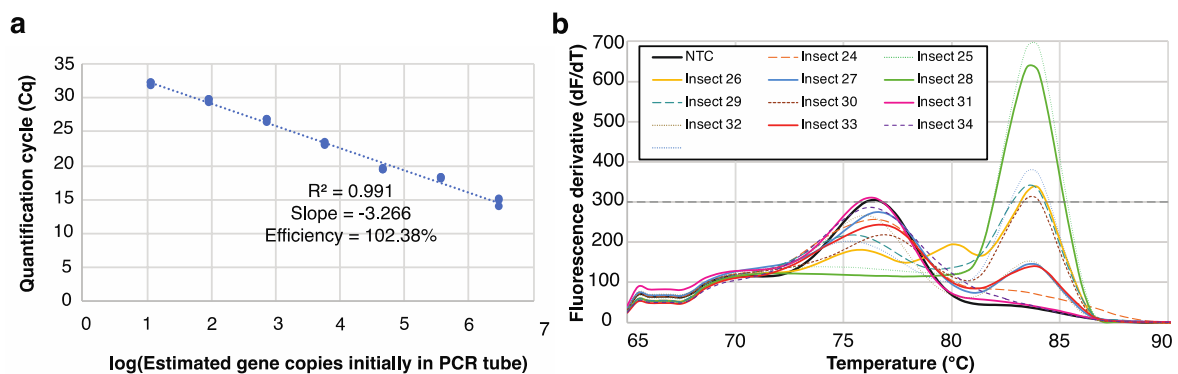 a
Quantification cycle (Cq)
35
30
25
20
15
10
5
0
R² = 0.991
Slope = -3.266
Efficiency = 102.38%
0 1 2 3 4 5 6 7
log(Estimated gene copies initially in PCR tube)
b
Fluorescence derivative (dF/dT)
700
600
500
400
300
200
100
0
NTC Insect 24 Insect 25
Insect 26 Insect 27 Insect 28
Insect 29 Insect 30 Insect 31
Insect 32 Insect 33 Insect 34
65 70 75 80 85 90
Temperature (°C)